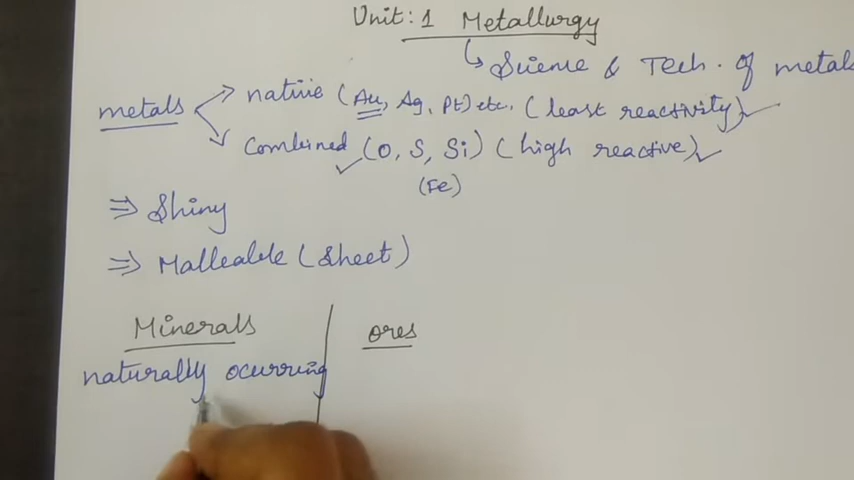 Unit: 1 Metallurgy
↳ Science & Tech. of metals
metals → native (Au, Ag, Pt) etc. (least reactivity) ✓
→ Combined (O, S, Si) (high reactive) ✓
(Fe)
⇒ Shiny
⇒ Malleable (Sheet)
Minerals | ores
naturally ocurring